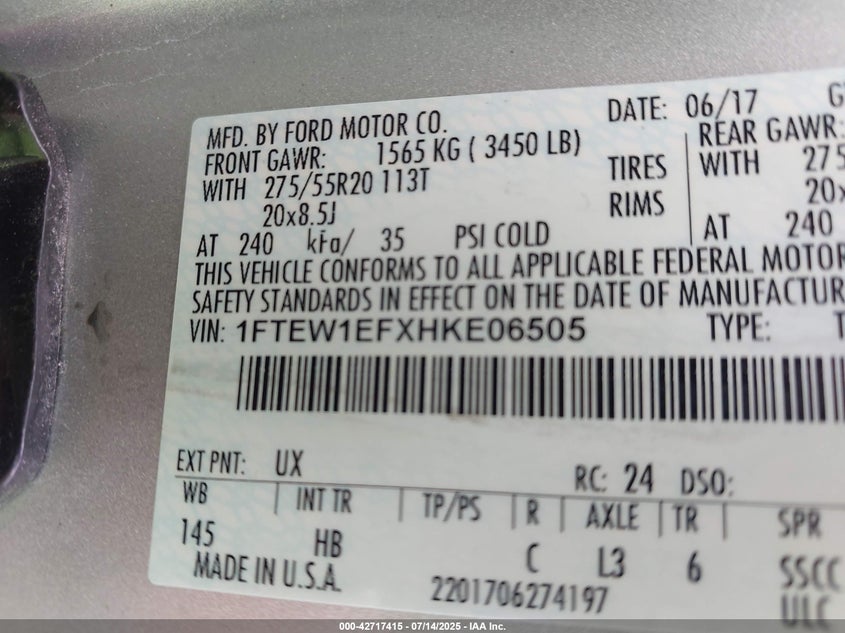 MFD. BY FORD MOTOR CO. DATE: 06/17
FRONT GAWR: 1565 KG ( 3450 LB) REAR GAWR:
WITH 275/55R20 113T TIRES WITH 275
20x8.5J RIMS 20x
AT 240 kPa/ 35 PSI COLD AT 240
THIS VEHICLE CONFORMS TO ALL APPLICABLE FEDERAL MOTOR
SAFETY STANDARDS IN EFFECT ON THE DATE OF MANUFACTUR
VIN: 1FTEW1EFXHKE06505 TYPE:
EXT PNT: UX RC: 24 DSO:
WB INT TR TP/PS R AXLE TR SPR
145 HB C L3 6 SSCC
MADE IN U.S.A. 2201706274197 ULC
000-42717415 - 07/14/2025 - IAA Inc.